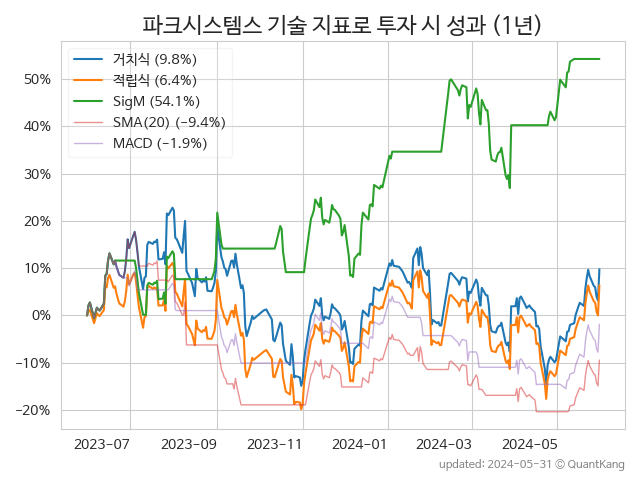 파크시스템스 기술 지표로 투자 시 성과 (1년)
거치식 (9.8%)
적립식 (6.4%)
SigM (54.1%)
SMA(20) (−9.4%)
MACD (−1.9%)
50%
40%
30%
20%
10%
0%
−10%
−20%
2023-07
2023-09
2023-11
2024-01
2024-03
2024-05
updated: 2024-05-31 © QuantKang